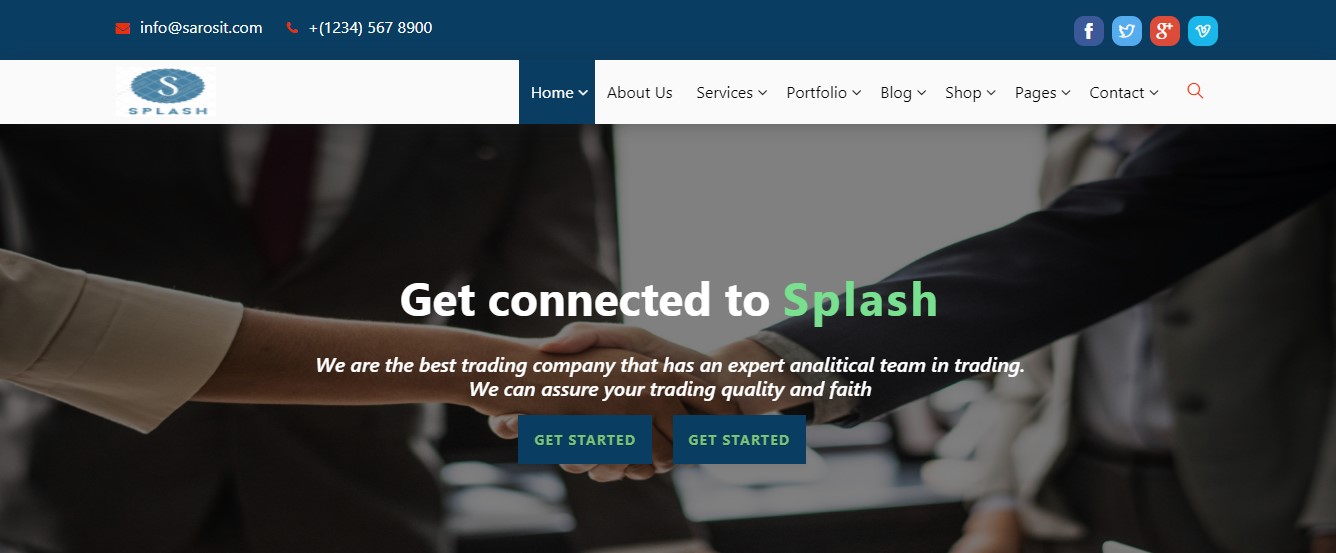 info@sarosit.com +(1234) 567 8900
S
SPLASH
Home About Us Services Portfolio Blog Shop Pages Contact
Get connected to Splash
We are the best trading company that has an expert analitical team in trading.
We can assure your trading quality and faith
GET STARTED GET STARTED